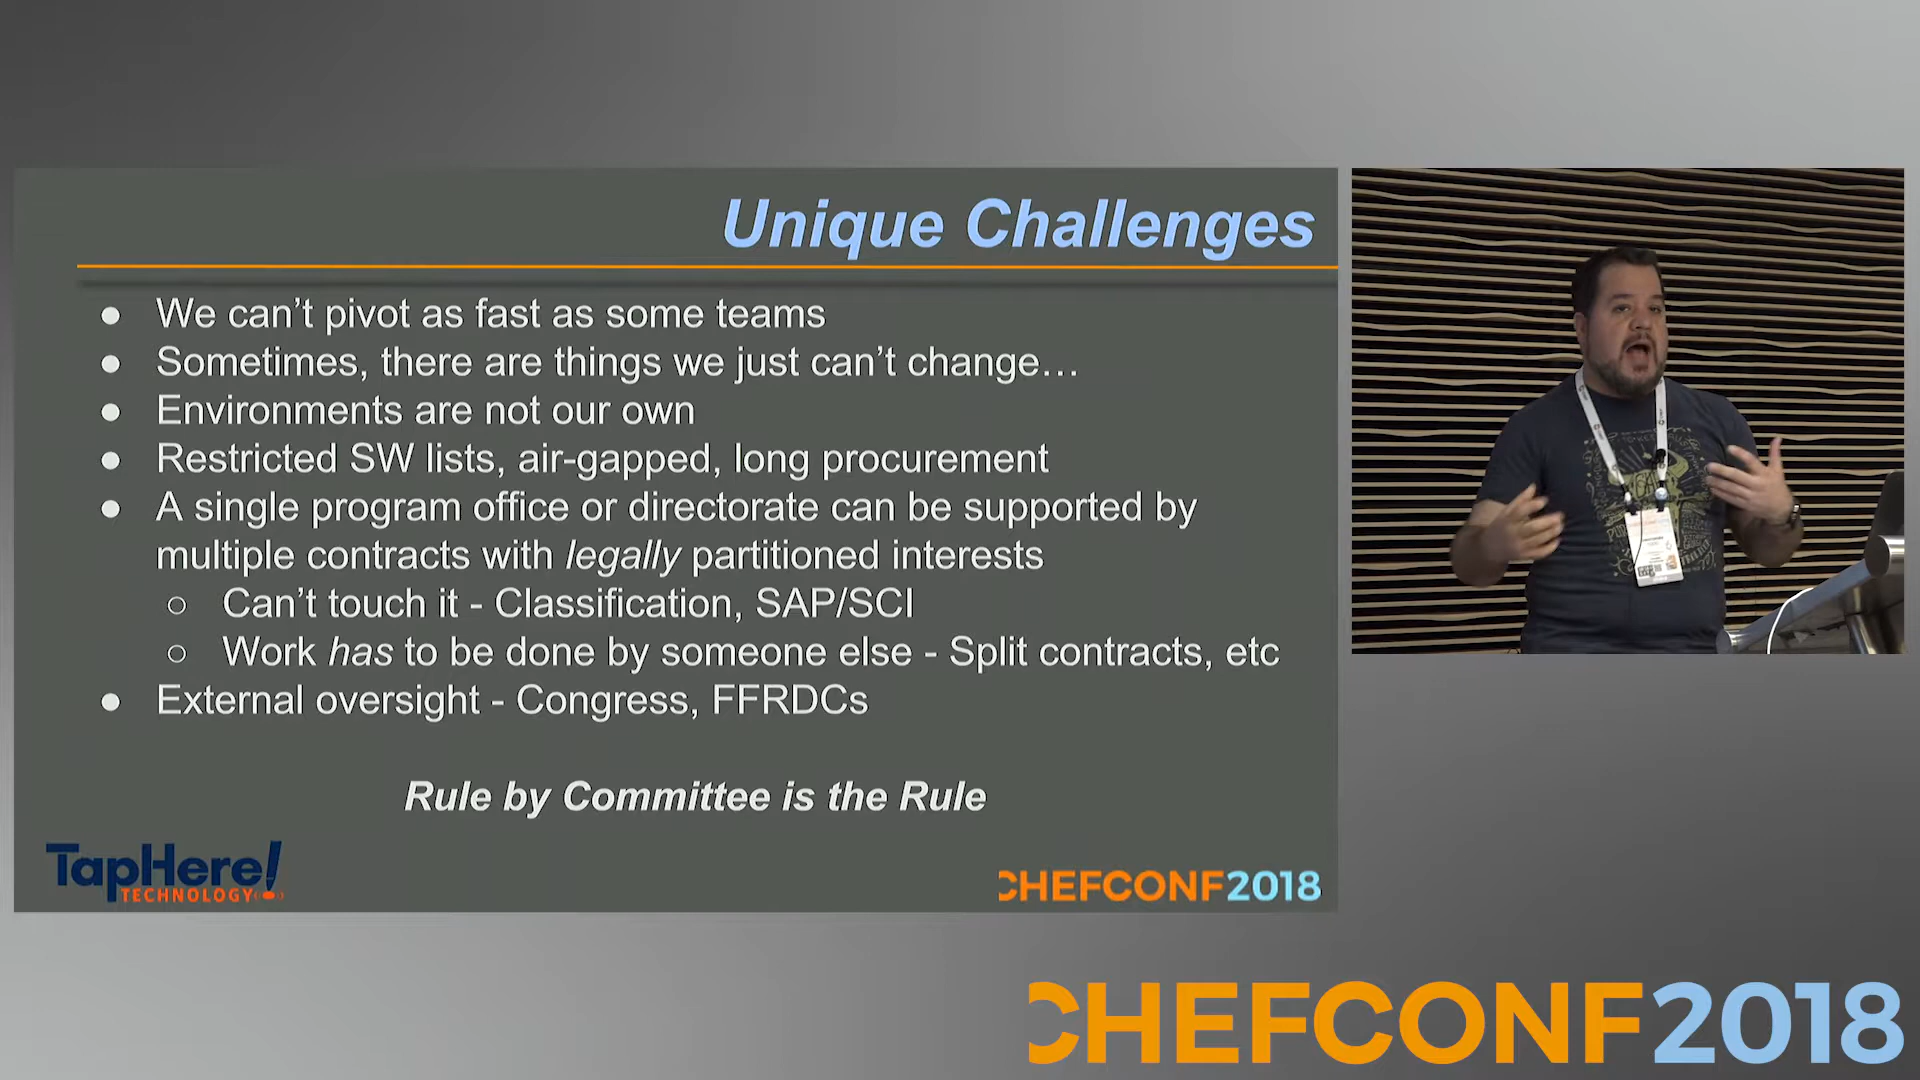 Unique Challenges
● We can’t pivot as fast as some teams
● Sometimes, there are things we just can’t change…
● Environments are not our own
● Restricted SW lists, air-gapped, long procurement
● A single program office or directorate can be supported by
multiple contracts with legally partitioned interests
○ Can’t touch it - Classification, SAP/SCI
○ Work has to be done by someone else - Split contracts, etc
● External oversight - Congress, FFRDCs
Rule by Committee is the Rule
TapHere!
TECHNOLOGY
CHEFCONF2018
CHEFCONF2018